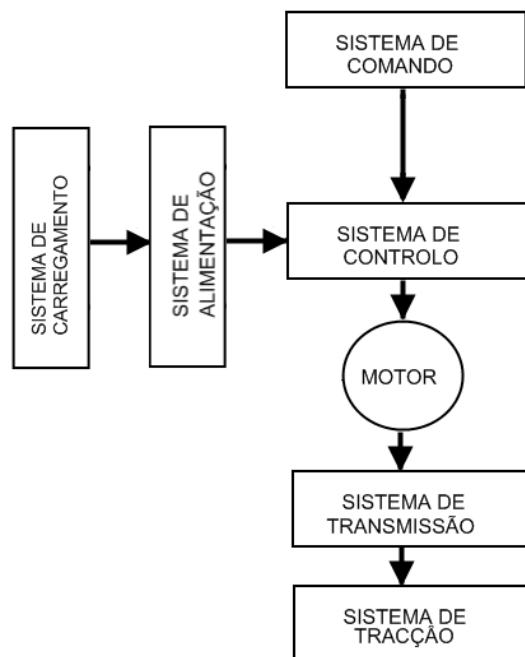 SISTEMA DE
COMANDO
SISTEMA DE
CARREGAMENTO
SISTEMA DE
ALIMENTAÇÃO
SISTEMA DE
CONTROLO
MOTOR
SISTEMA DE
TRANSMISSÃO
SISTEMA DE
TRACÇÃO